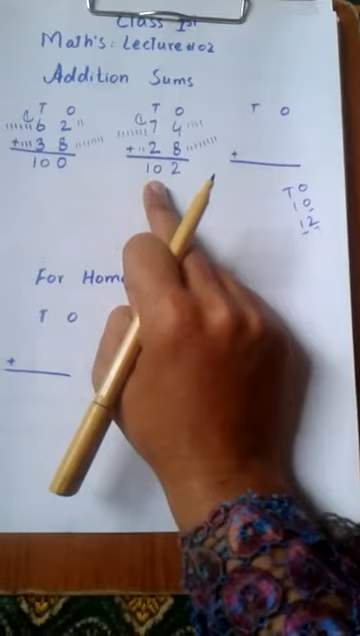 Class 1st
Math's: Lecture # 02
Addition Sums
T O T O T O
C 6 2 C 7 4
+ 3 8 + 2 8 +
1 0 0 1 0 2
T O
1 0
1 2
For Hom
T O
+